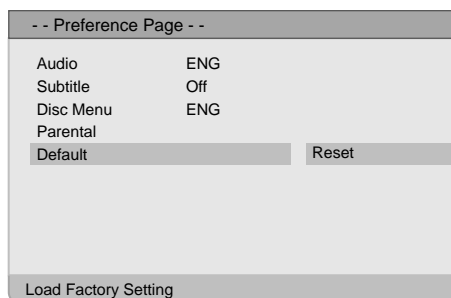 - - Preference Page - -
Audio ENG
Subtitle Off
Disc Menu ENG
Parental
Default Reset
Load Factory Setting